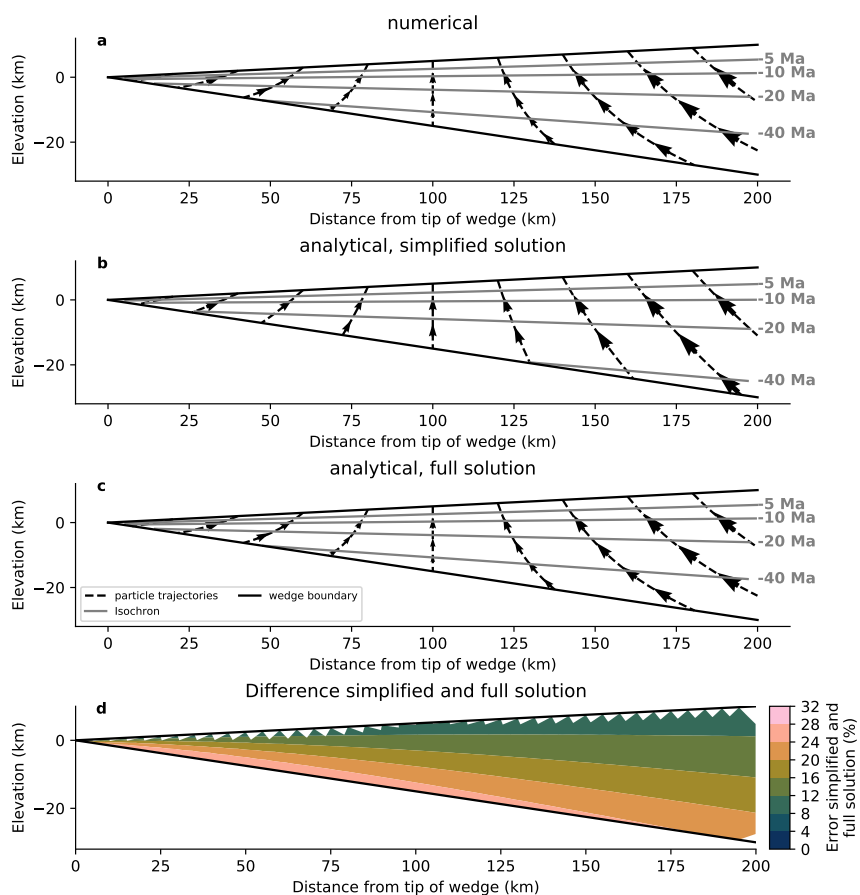 numerical
a
Elevation (km)
0
−20
-5 Ma
-10 Ma
-20 Ma
-40 Ma
0 25 50 75 100 125 150 175 200
Distance from tip of wedge (km)
analytical, simplified solution
b
Elevation (km)
0
−20
-5 Ma
-10 Ma
-20 Ma
-40 Ma
0 25 50 75 100 125 150 175 200
Distance from tip of wedge (km)
analytical, full solution
c
Elevation (km)
0
−20
-5 Ma
-10 Ma
-20 Ma
-40 Ma
particle trajectories
Isochron
wedge boundary
0 25 50 75 100 125 150 175 200
Distance from tip of wedge (km)
Difference simplified and full solution
d
Elevation (km)
0
−20
0 25 50 75 100 125 150 175 200
Distance from tip of wedge (km)
32
28
24
20
16
12
8
4
0
Error simplified and
full solution (%)